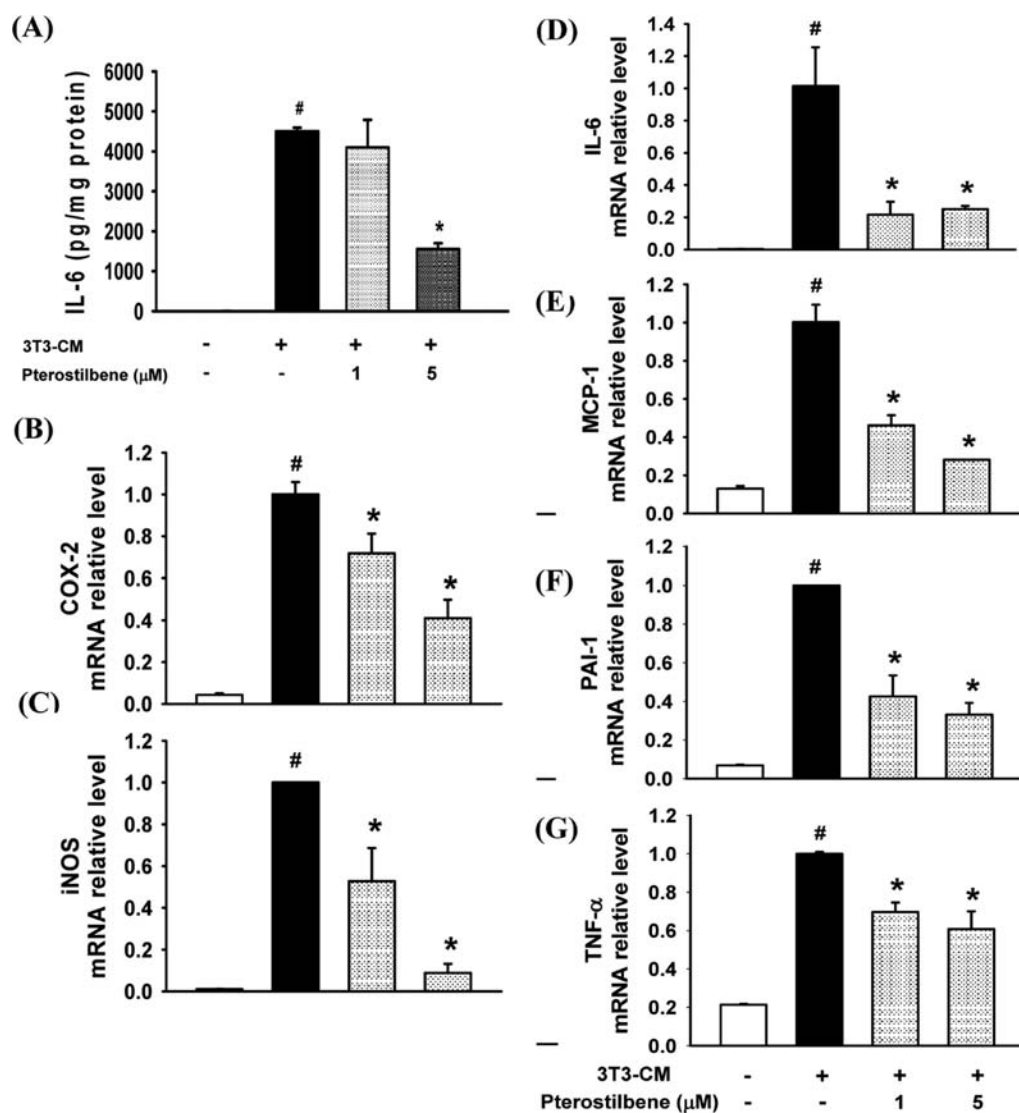 (A)
IL-6 (pg/mg protein)
6000
5000
4000
3000
2000
1000
0
#
*
3T3-CM - + + +
Pterostilbene (μM) - - 1 5
(B)
COX-2
mRNA relative level
1.2
1.0
0.8
0.6
0.4
0.2
0.0
#
*
*
(C)
iNOS
mRNA relative level
1.2
1.0
0.8
0.6
0.4
0.2
0.0
#
*
*
(D)
IL-6
mRNA relative level
1.4
1.2
1.0
0.8
0.6
0.4
0.2
0.0
#
*
*
(E)
MCP-1
mRNA relative level
1.2
1.0
0.8
0.6
0.4
0.2
0.0
#
*
*
(F)
PAI-1
mRNA relative level
1.2
1.0
0.8
0.6
0.4
0.2
0.0
#
*
*
(G)
TNF-α
mRNA relative level
1.2
1.0
0.8
0.6
0.4
0.2
0.0
#
*
*
3T3-CM - + + +
Pterostilbene (μM) - - 1 5